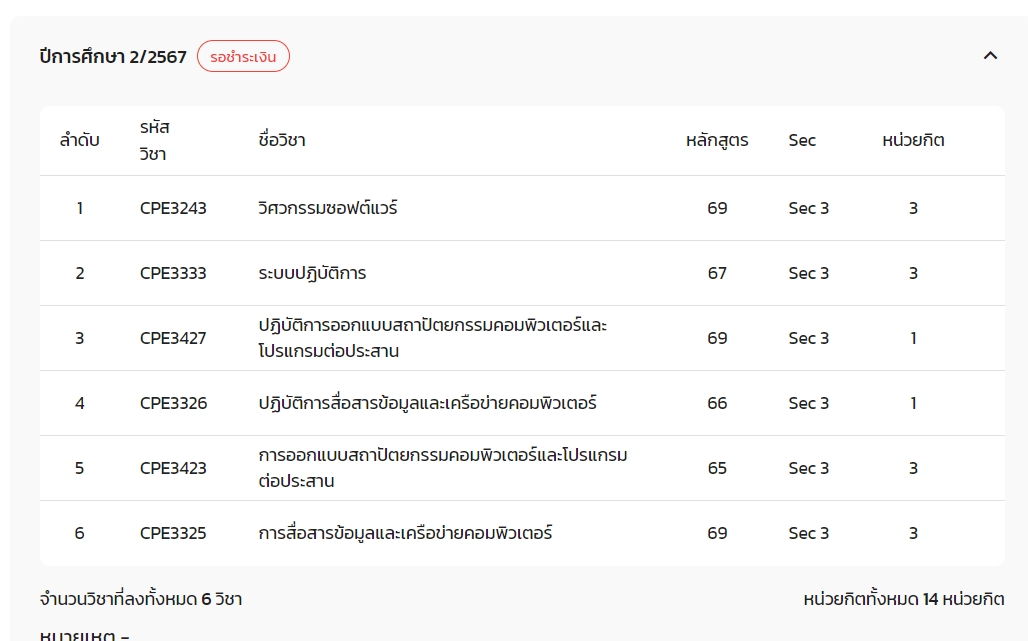 ปีการศึกษา 2/2567 รอชำระเงิน
ลำดับ รหัสวิชา ชื่อวิชา หลักสูตร Sec หน่วยกิต
1 CPE3243 วิศวกรรมซอฟต์แวร์ 69 Sec 3 3
2 CPE3333 ระบบปฏิบัติการ 67 Sec 3 3
3 CPE3427 ปฏิบัติการออกแบบสถาปัตยกรรมคอมพิวเตอร์และ
โปรแกรมต่อประสาน 69 Sec 3 1
4 CPE3326 ปฏิบัติการสื่อสารข้อมูลและเครือข่ายคอมพิวเตอร์ 66 Sec 3 1
5 CPE3423 การออกแบบสถาปัตยกรรมคอมพิวเตอร์และโปรแกรม
ต่อประสาน 65 Sec 3 3
6 CPE3325 การสื่อสารข้อมูลและเครือข่ายคอมพิวเตอร์ 69 Sec 3 3
จำนวนวิชาที่ลงทั้งหมด 6 วิชา หน่วยกิตทั้งหมด 14 หน่วยกิต
หมายเหตุ -